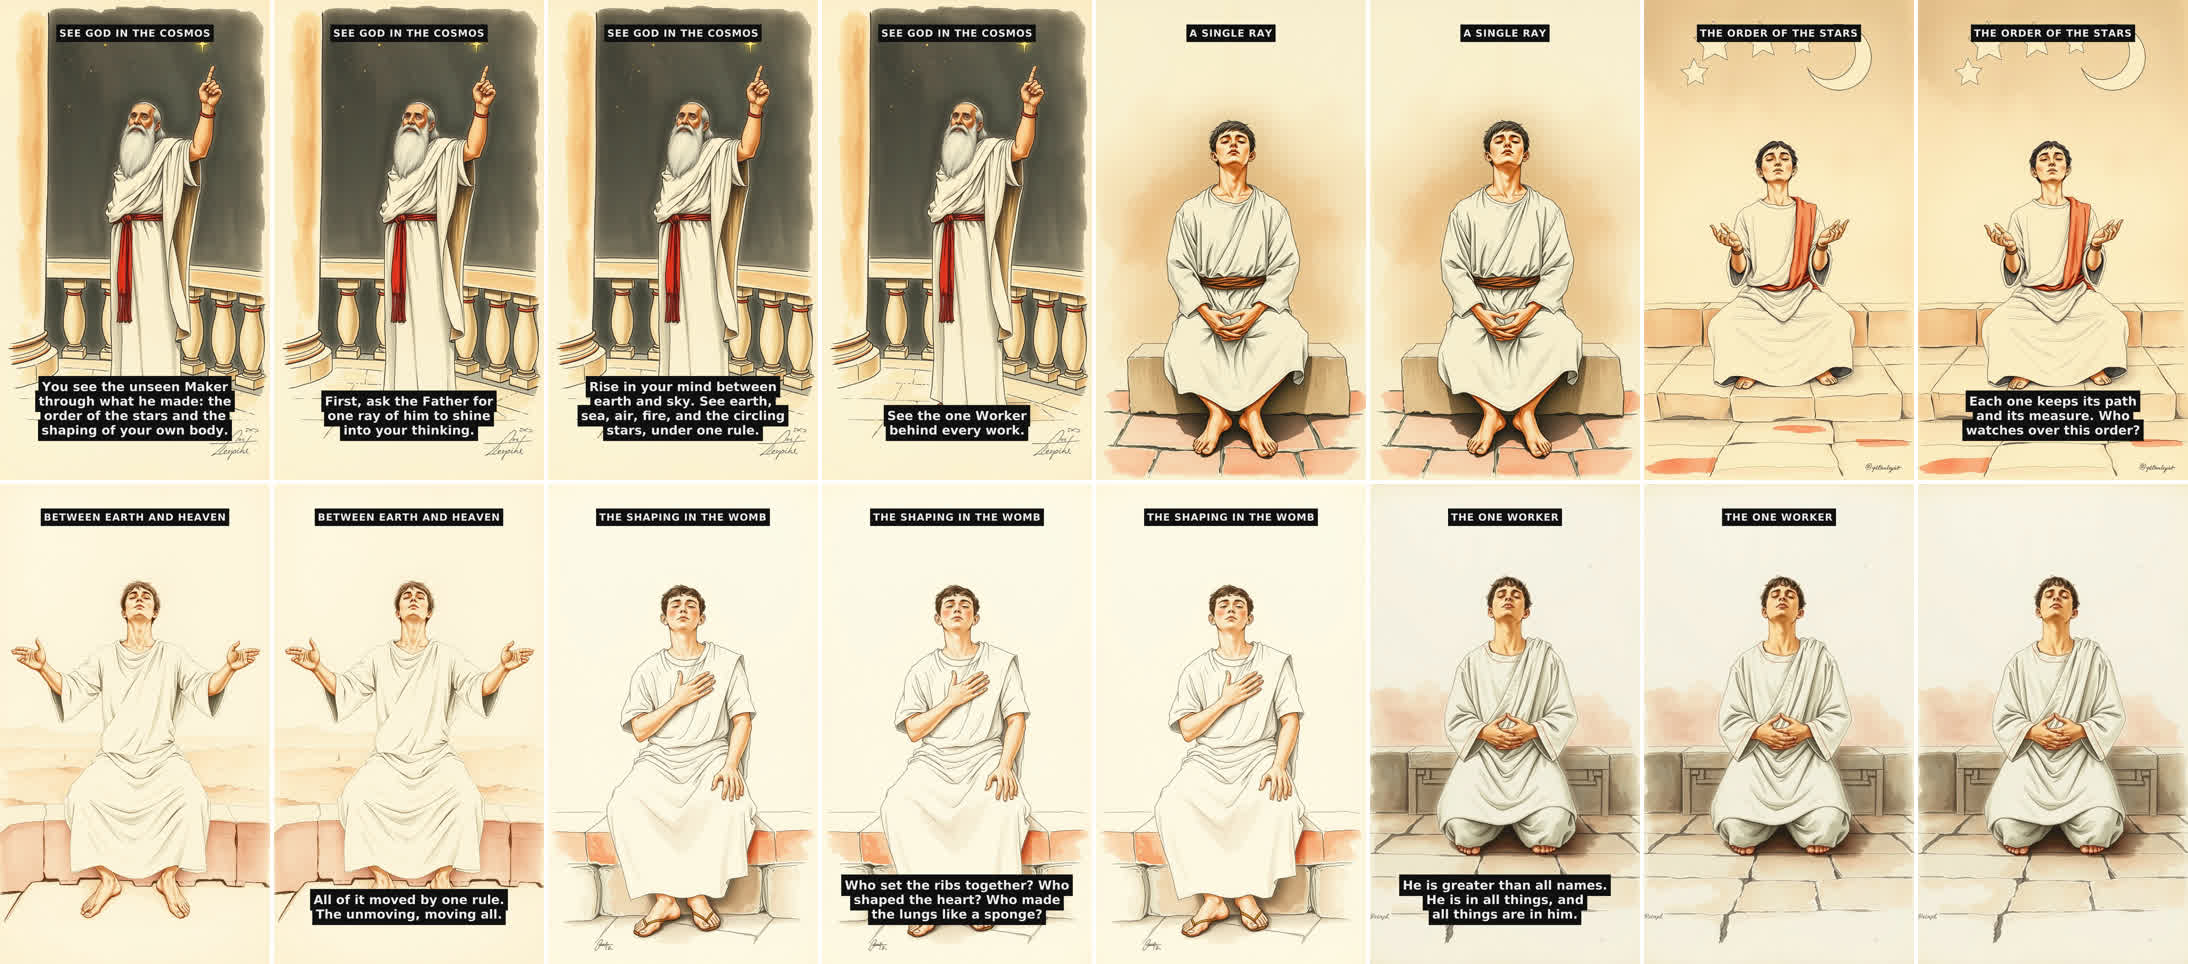 SEE GOD IN THE COSMOS
You see the unseen Maker
through what he made: the
order of the stars and the
shaping of your own body.
SEE GOD IN THE COSMOS
First, ask the Father for
one ray of him to shine
into your thinking.
SEE GOD IN THE COSMOS
Rise in your mind between
earth and sky. See earth,
sea, air, fire, and the circling
stars, under one rule.
SEE GOD IN THE COSMOS
See the one Worker
behind every work.
A SINGLE RAY
A SINGLE RAY
THE ORDER OF THE STARS
THE ORDER OF THE STARS
Each one keeps its path
and its measure. Who
watches over this order?
BETWEEN EARTH AND HEAVEN
BETWEEN EARTH AND HEAVEN
All of it moved by one rule.
The unmoving, moving all.
THE SHAPING IN THE WOMB
THE SHAPING IN THE WOMB
Who set the ribs together? Who
shaped the heart? Who made
the lungs like a sponge?
THE SHAPING IN THE WOMB
THE ONE WORKER
He is greater than all names.
He is in all things, and
all things are in him.
THE ONE WORKER